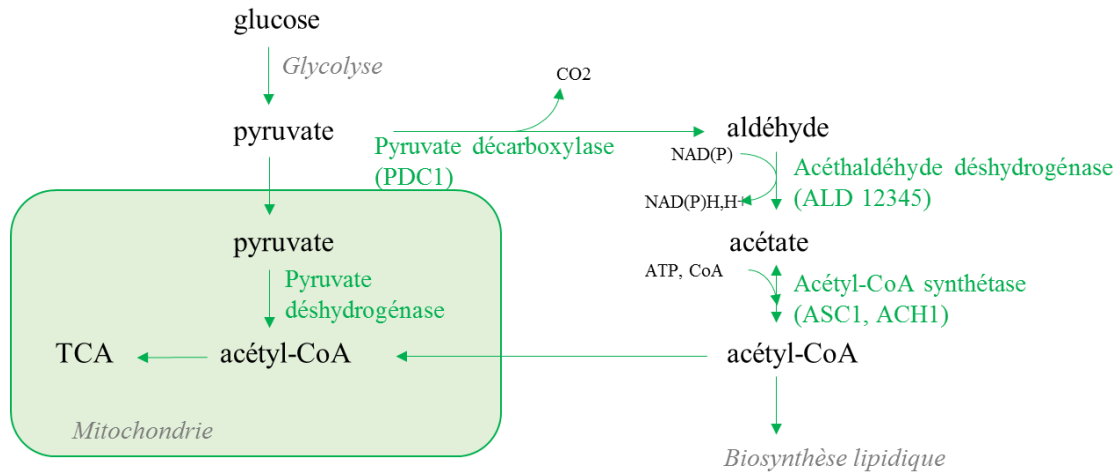 glucose
Glycolyse
CO2
pyruvate
aldéhyde
Pyruvate décarboxylase
(PDC1)
NAD(P)
NAD(P)H,H+
Acéthaldéhyde déshydrogénase
(ALD 12345)
pyruvate
acétate
Pyruvate
déshydrogénase
ATP, CoA
Acétyl-CoA synthétase
(ASC1, ACH1)
TCA
acétyl-CoA
acétyl-CoA
Mitochondrie
Biosynthèse lipidique